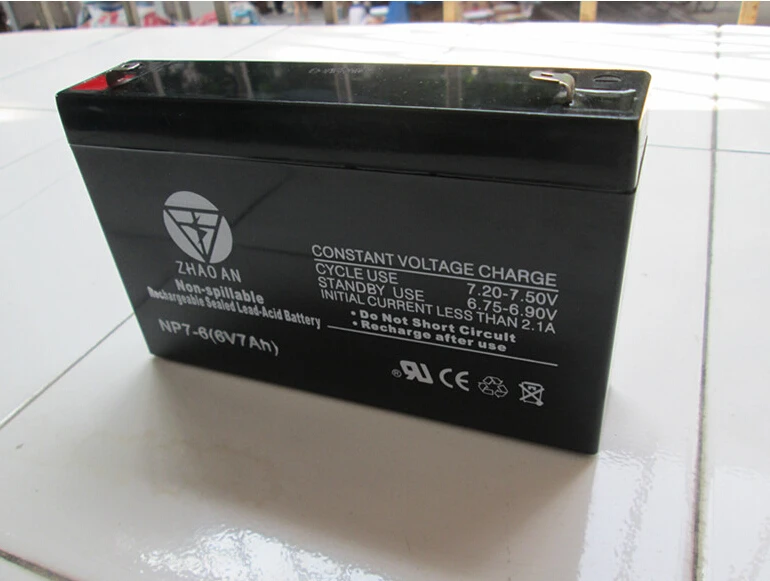 ZHAO AN
Non-spillable
Rechargeable Sealed Lead-Acid Battery
NP7-6(6V7Ah)
CONSTANT VOLTAGE CHARGE
CYCLE USE 7.20-7.50V
STANDBY USE 6.75-6.90V
INITIAL CURRENT LESS THAN 2.1A
• Do Not Short Circuit
• Recharge after use
® RU CE